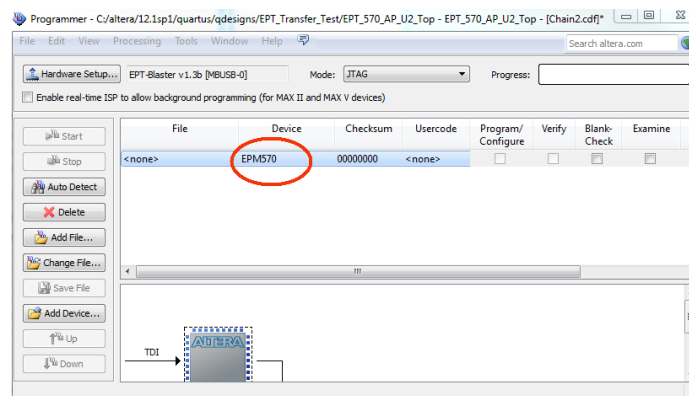 Programmer - C:/altera/12.1sp1/quartus/qdesigns/EPT_Transfer_Test/EPT_570_AP_U2_Top - EPT_570_AP_U2_Top - [Chain2.cdf]*
File Edit View Processing Tools Window Help
Search altera.com
Hardware Setup... EPT-Blaster v1.3b [MBUSB-0] Mode: JTAG Progress:
Enable real-time ISP to allow background programming (for MAX II and MAX V devices)
Start
Stop
Auto Detect
Delete
Add File...
Change File...
Save File
Add Device...
Up
Down
File Device Checksum Usercode Program/ Verify Blank- Examine
Configure Check
<none> EPM570 00000000 <none>
TDI
ALTERA